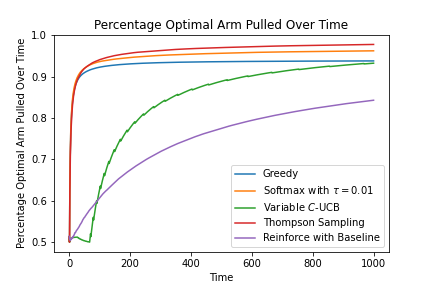 Percentage Optimal Arm Pulled Over Time
Percentage Optimal Arm Pulled Over Time
1.0
0.9
0.8
0.7
0.6
0.5
0
200
400
600
800
1000
Time
Greedy
Softmax with τ = 0.01
Variable C-UCB
Thompson Sampling
Reinforce with Baseline